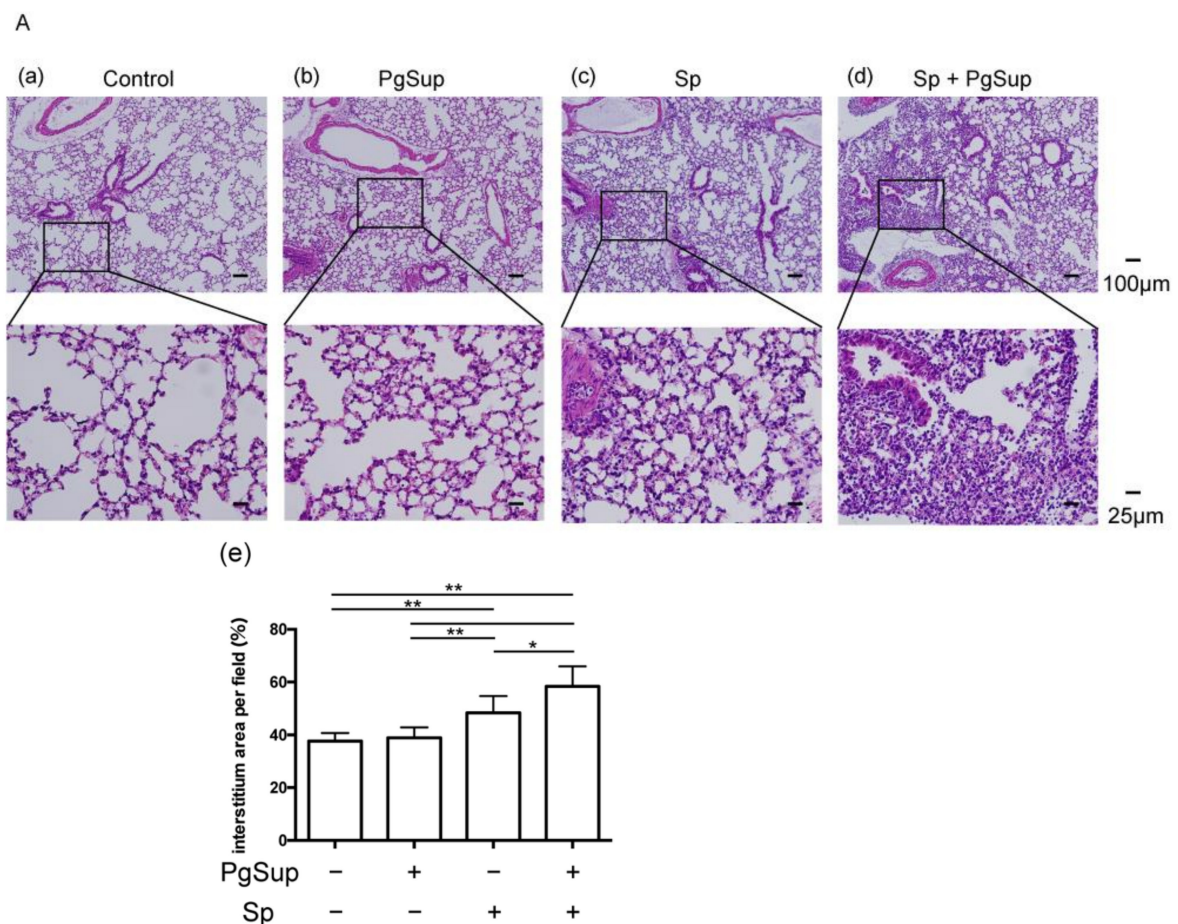 A
(a) Control (b) PgSup (c) Sp (d) Sp + PgSup
100μm
25μm
(e)
**
**
** *
interstitium area per field (%)
80
60
40
20
0
PgSup − + − +
Sp − − + +